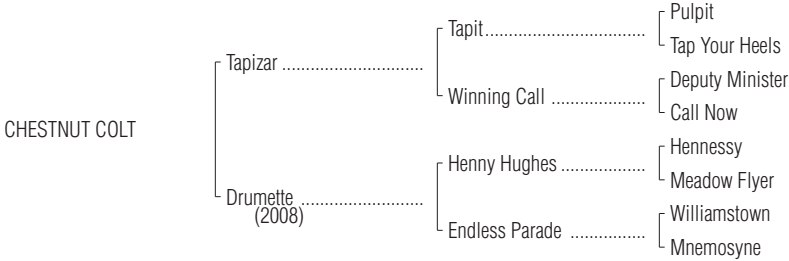 Pulpit
Tapit
Tap Your Heels
Tapizar
Deputy Minister
Winning Call
Call Now
CHESTNUT COLT
Hennessy
Henny Hughes
Meadow Flyer
Drumette
(2008)
Williamstown
Endless Parade
Mnemosyne